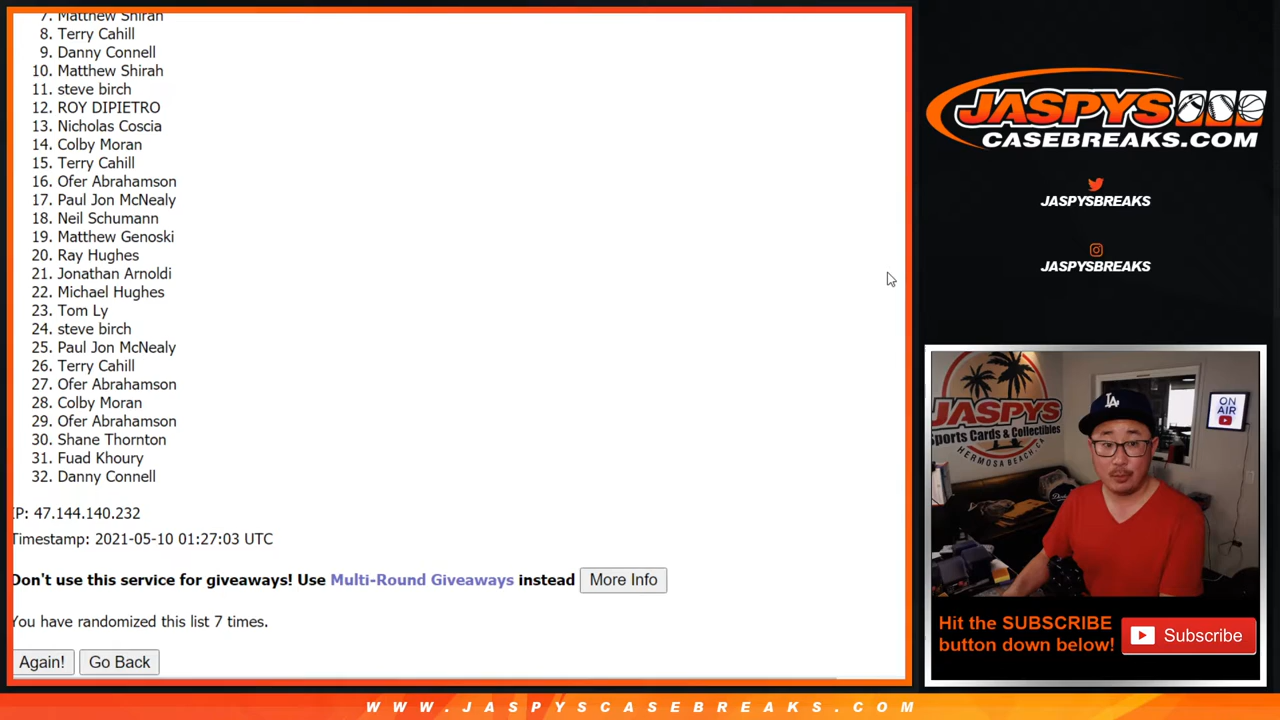 7. Matthew Shirah
8. Terry Cahill
9. Danny Connell
10. Matthew Shirah
11. steve birch
12. ROY DIPIETRO
13. Nicholas Coscia
14. Colby Moran
15. Terry Cahill
16. Ofer Abrahamson
17. Paul Jon McNealy
18. Neil Schumann
19. Matthew Genoski
20. Ray Hughes
21. Jonathan Arnoldi
22. Michael Hughes
23. Tom Ly
24. steve birch
25. Paul Jon McNealy
26. Terry Cahill
27. Ofer Abrahamson
28. Colby Moran
29. Ofer Abrahamson
30. Shane Thornton
31. Fuad Khoury
32. Danny Connell
IP: 47.144.140.232
Timestamp: 2021-05-10 01:27:03 UTC
Don't use this service for giveaways! Use Multi-Round Giveaways instead More Info
You have randomized this list 7 times.
Again! Go Back
JASPYS
CASEBREAKS.COM
JASPYSBREAKS
JASPYSBREAKS
JASPYS
Sports Cards & Collectibles
HERMOSA BEACH, CA
ON
AIR
LA
Hit the SUBSCRIBE
button down below!
Subscribe
WWW.JASPYSCASEBREAKS.COM